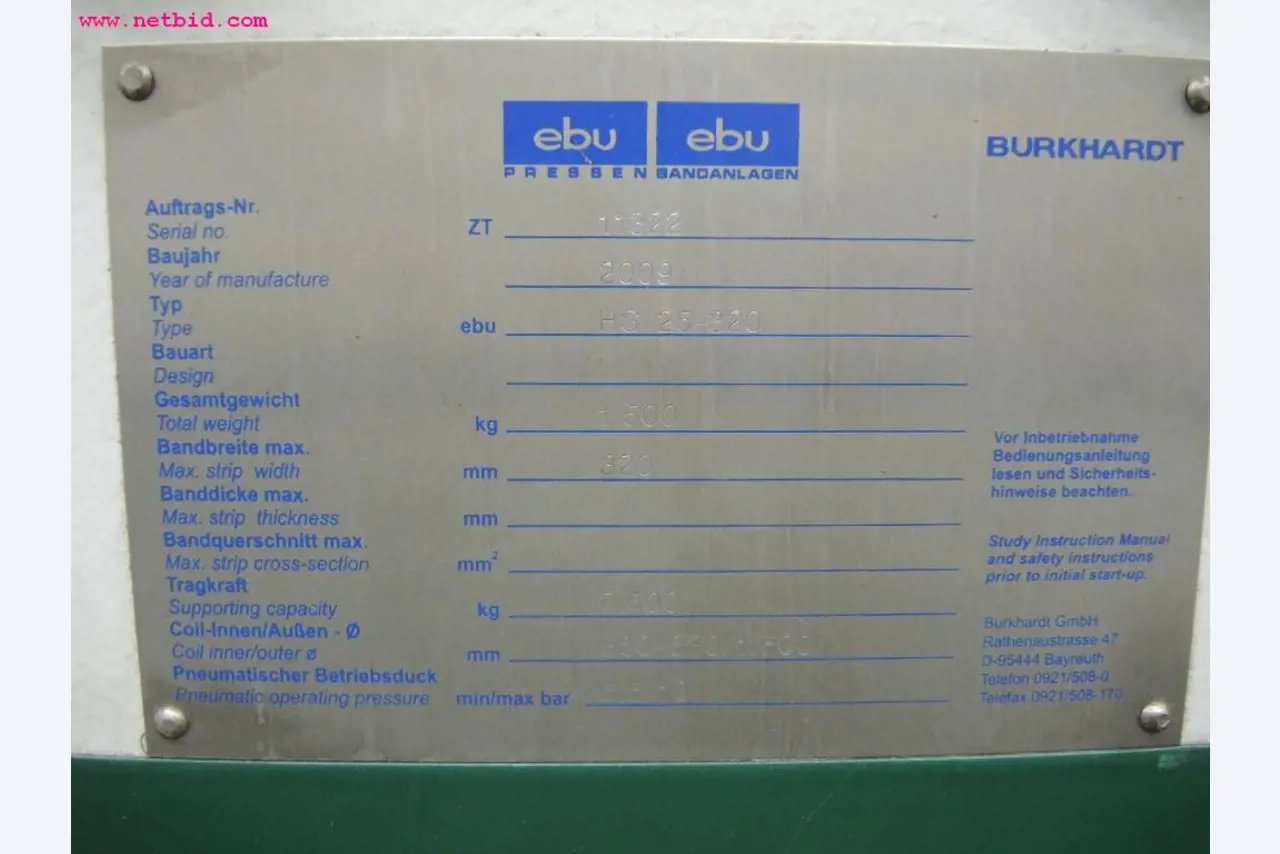 www.netbid.com
ebu ebu
PRESSEN BANDANLAGEN
BURKHARDT
Auftrags-Nr.
Serial no. ZT 11322
Baujahr
Year of manufacture 2009
Typ
Type ebu
Bauart
Design
Gesamtgewicht
Total weight kg 1.500
Bandbreite max.
Max. strip width mm 320
Banddicke max.
Max. strip thickness mm
Bandquerschnitt max.
Max. strip cross-section mm²
Tragkraft
Supporting capacity kg
Coil-Innen/Außen - Ø
Coil inner/outer ø mm
Pneumatischer Betriebsduck
Pneumatic operating pressure min/max bar
Vor Inbetriebnahme
Bedienungsanleitung
lesen und Sicherheits-
hinweise beachten.
Study Instruction Manual
and safety instructions
prior to initial start-up.
Burkhardt GmbH
Rathenaustrasse 47
D-95444 Bayreuth
Telefon 0921/508-0
Telefax 0921/508-170